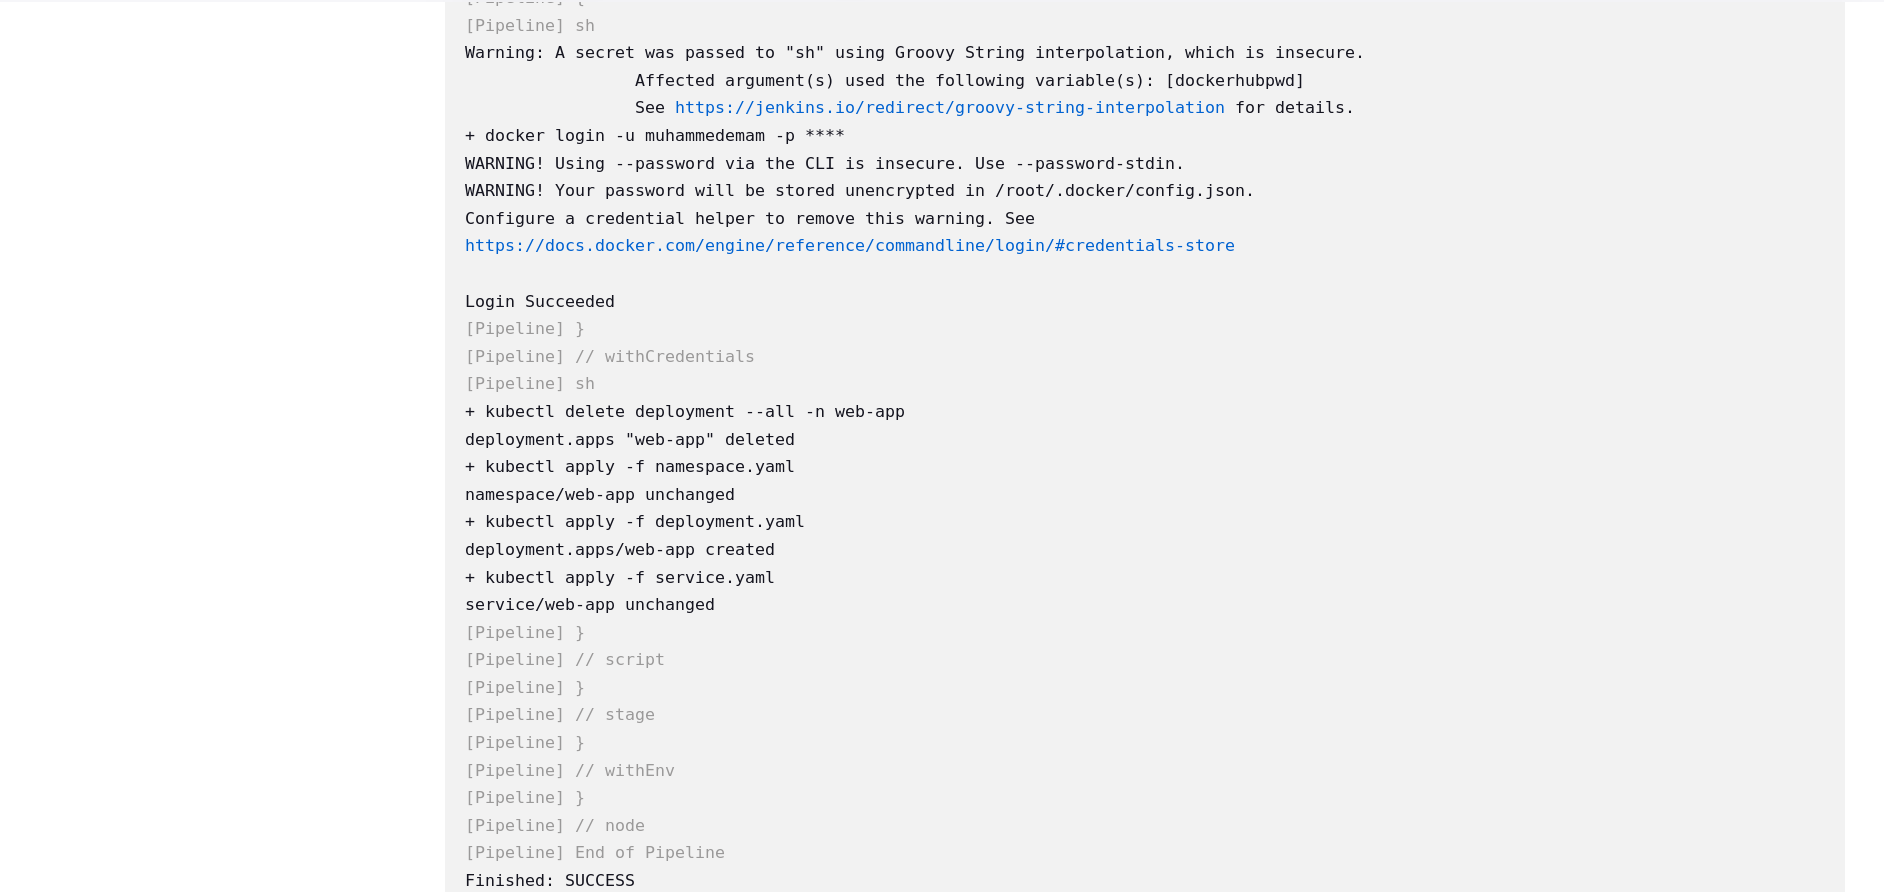 [Pipeline] {
[Pipeline] sh
Warning: A secret was passed to "sh" using Groovy String interpolation, which is insecure.
Affected argument(s) used the following variable(s): [dockerhubpwd]
See https://jenkins.io/redirect/groovy-string-interpolation for details.
+ docker login -u muhammedemam -p ****
WARNING! Using --password via the CLI is insecure. Use --password-stdin.
WARNING! Your password will be stored unencrypted in /root/.docker/config.json.
Configure a credential helper to remove this warning. See
https://docs.docker.com/engine/reference/commandline/login/#credentials-store
Login Succeeded
[Pipeline] }
[Pipeline] // withCredentials
[Pipeline] sh
+ kubectl delete deployment --all -n web-app
deployment.apps "web-app" deleted
+ kubectl apply -f namespace.yaml
namespace/web-app unchanged
+ kubectl apply -f deployment.yaml
deployment.apps/web-app created
+ kubectl apply -f service.yaml
service/web-app unchanged
[Pipeline] }
[Pipeline] // script
[Pipeline] }
[Pipeline] // stage
[Pipeline] }
[Pipeline] // withEnv
[Pipeline] }
[Pipeline] // node
[Pipeline] End of Pipeline
Finished: SUCCESS